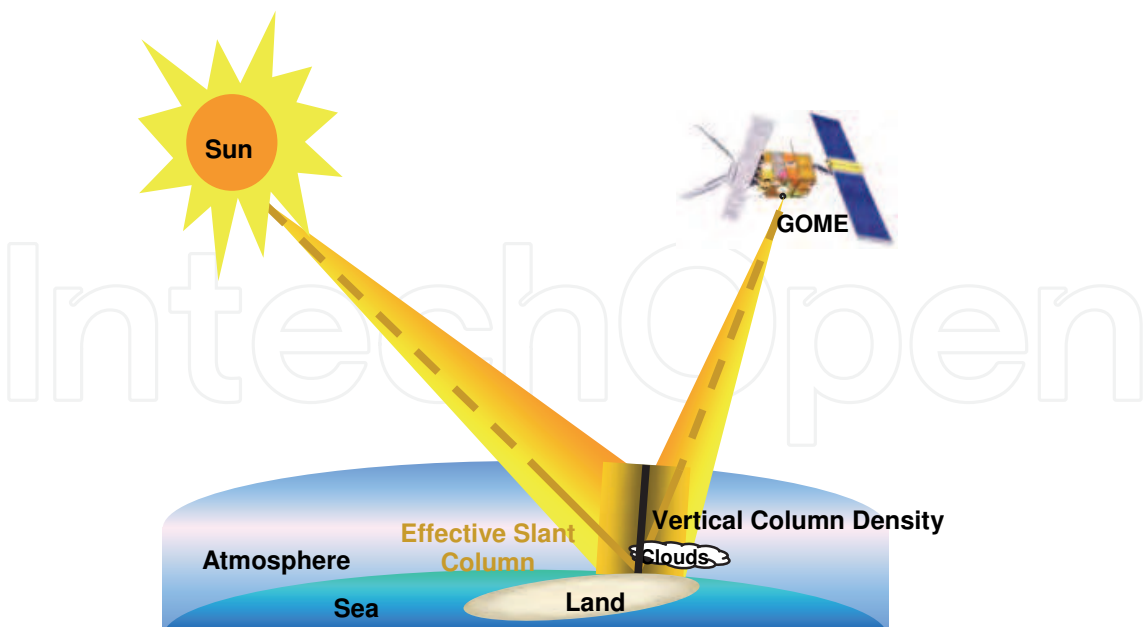 Sun
GOME
IntechOpen
Vertical Column Density
Effective Slant
Column
Clouds
Atmosphere
Land
Sea